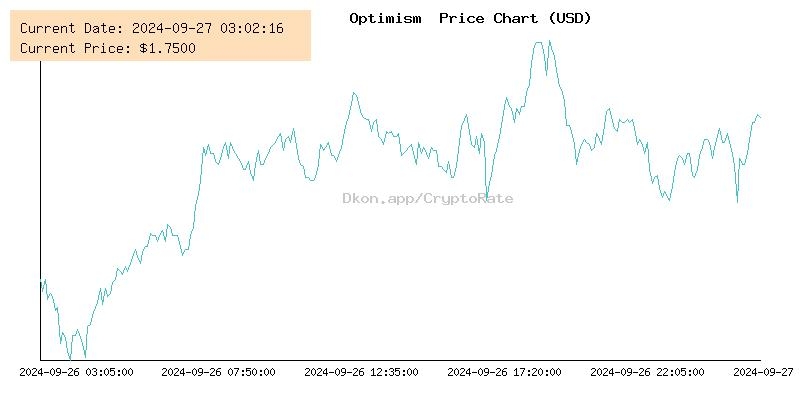 Optimism Price Chart (USD)
Current Date: 2024-09-27 03:02:16
Current Price: $1.7500
Dkon.app/CryptoRate
2024-09-26 03:05:00 2024-09-26 07:50:00 2024-09-26 12:35:00 2024-09-26 17:20:00 2024-09-26 22:05:00 2024-09-27